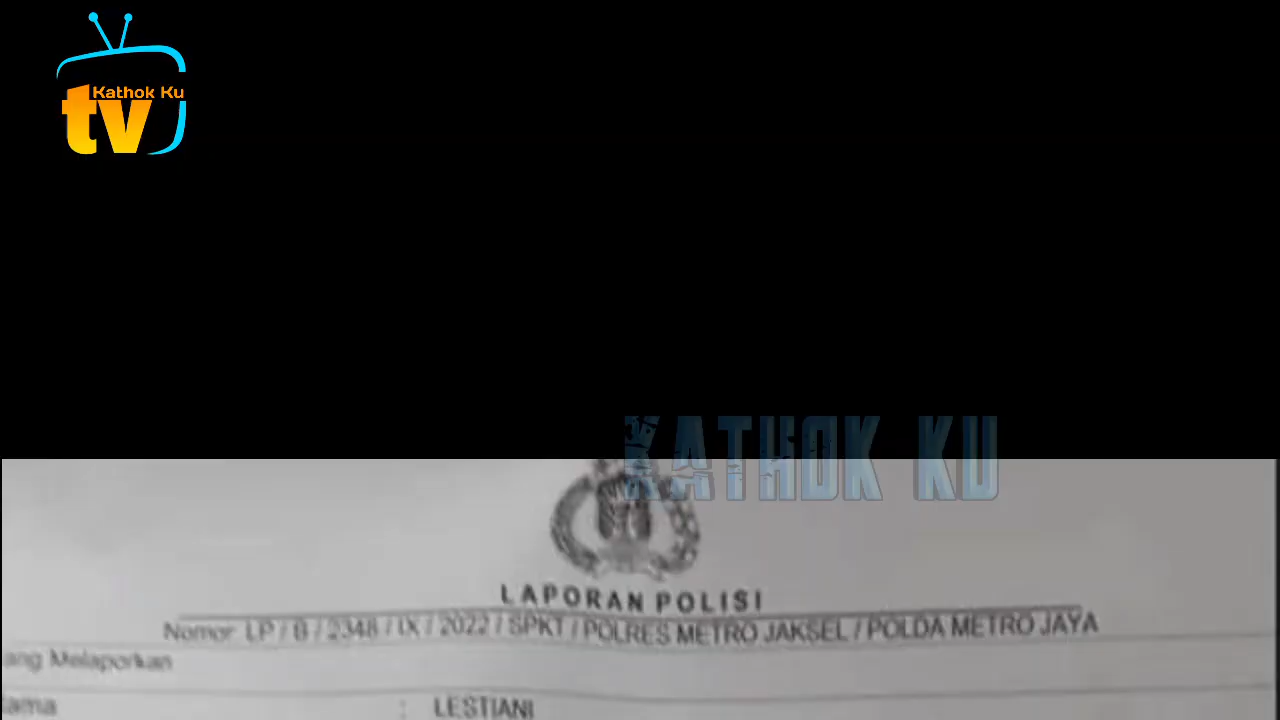 Kathok Ku
tv
KATHOK KU
LAPORAN POLISI
Nomor: LP / B / 2348 / IX / 2022 / SPKT / POLRES METRO JAKSEL / POLDA METRO JAYA
ang Melaporkan
lama : LESTIANI